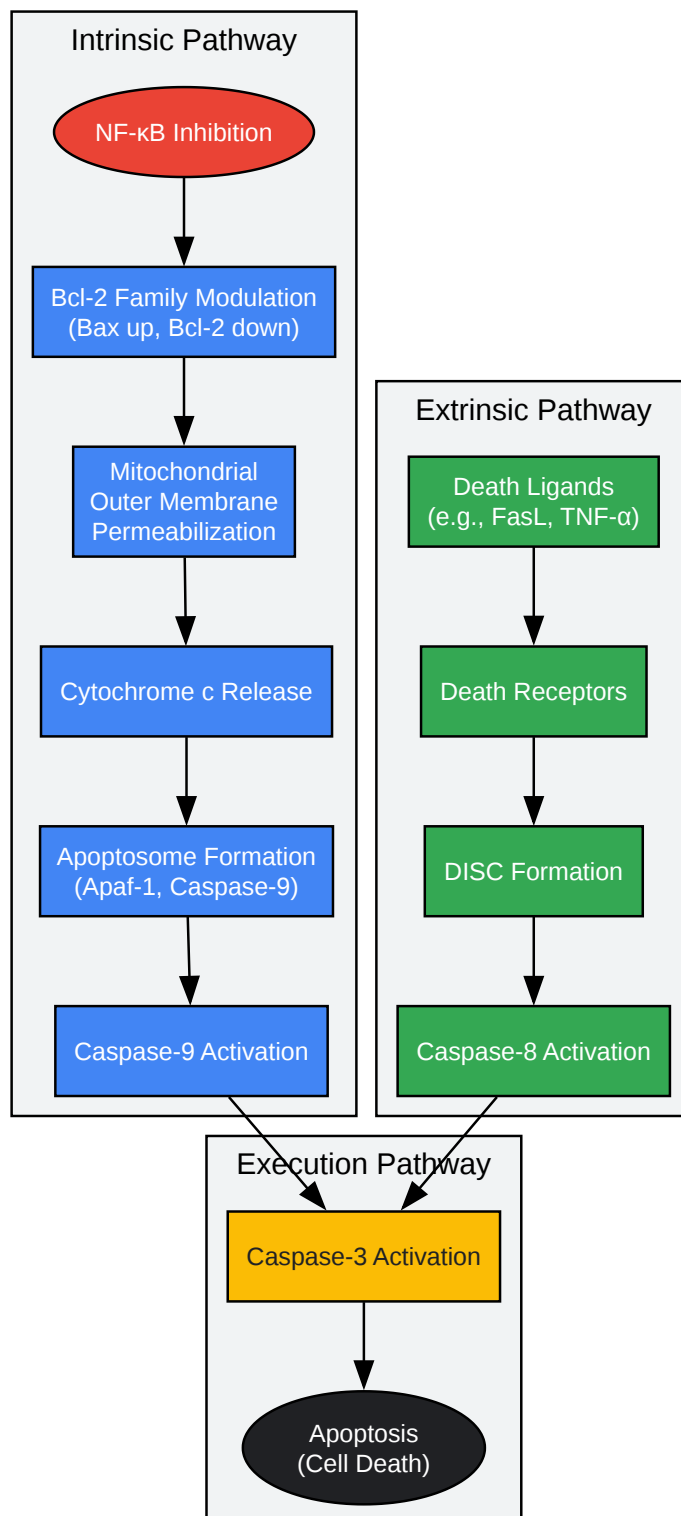 Intrinsic Pathway
NF-κB Inhibition
Bcl-2 Family Modulation
(Bax up, Bcl-2 down)
Mitochondrial
Outer Membrane
Permeabilization
Cytochrome c Release
Apoptosome Formation
(Apaf-1, Caspase-9)
Caspase-9 Activation
Extrinsic Pathway
Death Ligands
(e.g., FasL, TNF-α)
Death Receptors
DISC Formation
Caspase-8 Activation
Execution Pathway
Caspase-3 Activation
Apoptosis
(Cell Death)